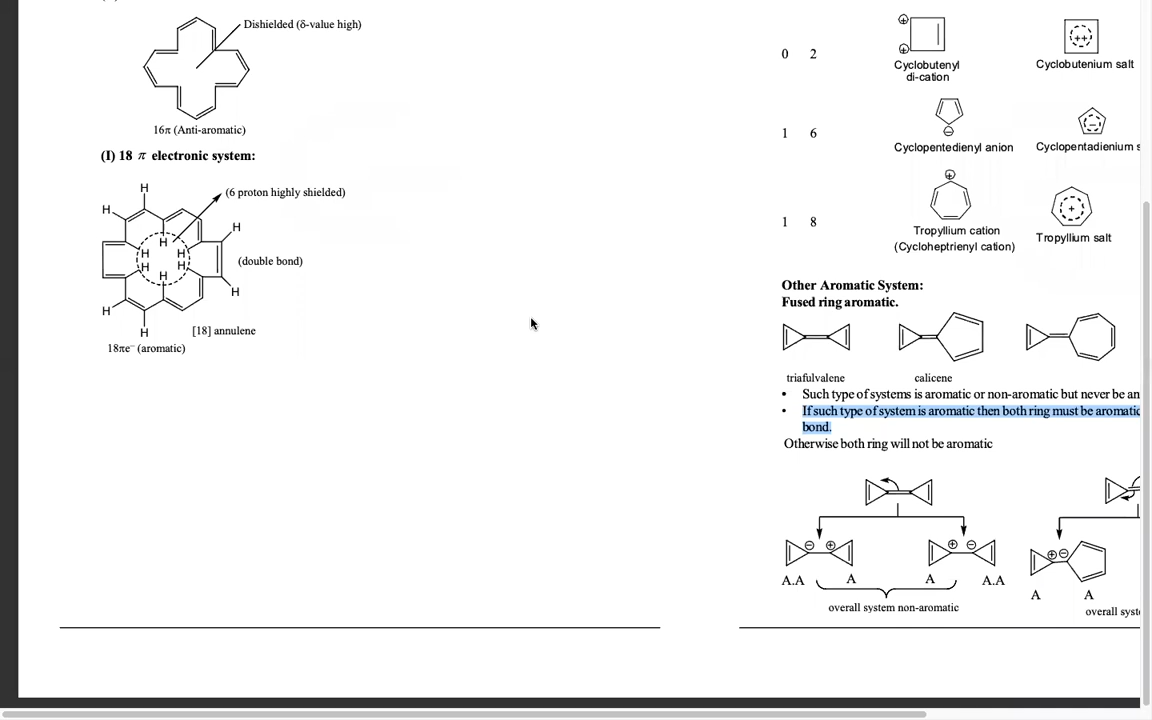 Dishielded (δ-value high)
16π (Anti-aromatic)
(I) 18 π electronic system:
H
(6 proton highly shielded)
H
H
H
H H
(double bond)
H H
H
H
H
H
[18] annulene
18πe⁻ (aromatic)
⊕
⊕
++
0 2
Cyclobutenyl
di-cation
Cyclobutenium salt
⊖
−
1 6
Cyclopentedienyl anion
Cyclopentadienium s
⊕
+
1 8
Tropyllium cation
(Cycloheptrienyl cation)
Tropyllium salt
Other Aromatic System:
Fused ring aromatic.
triafulvalene
calicene
• Such type of systems is aromatic or non-aromatic but never be an
• If such type of system is aromatic then both ring must be aromatic
bond.
Otherwise both ring will not be aromatic
⊖ ⊕
⊕ ⊖
⊕⊖
A.A A A A.A
A A
overall system non-aromatic
overall syst